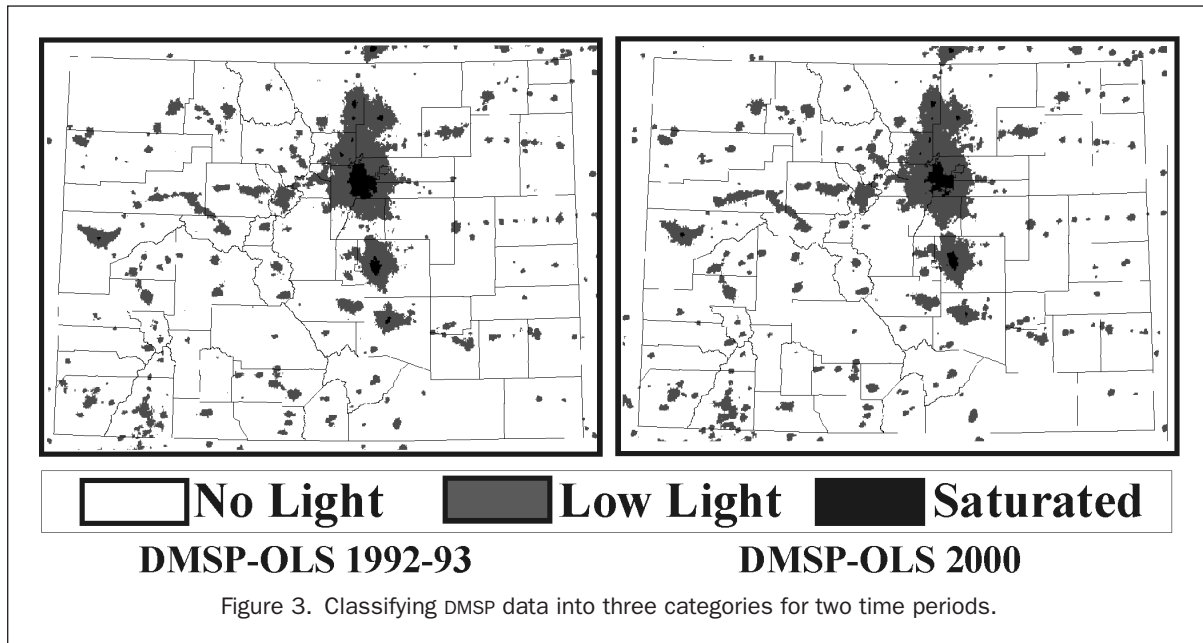 No Light Low Light Saturated
DMSP-OLS 1992-93 DMSP-OLS 2000
Figure 3. Classifying DMSP data into three categories for two time periods.